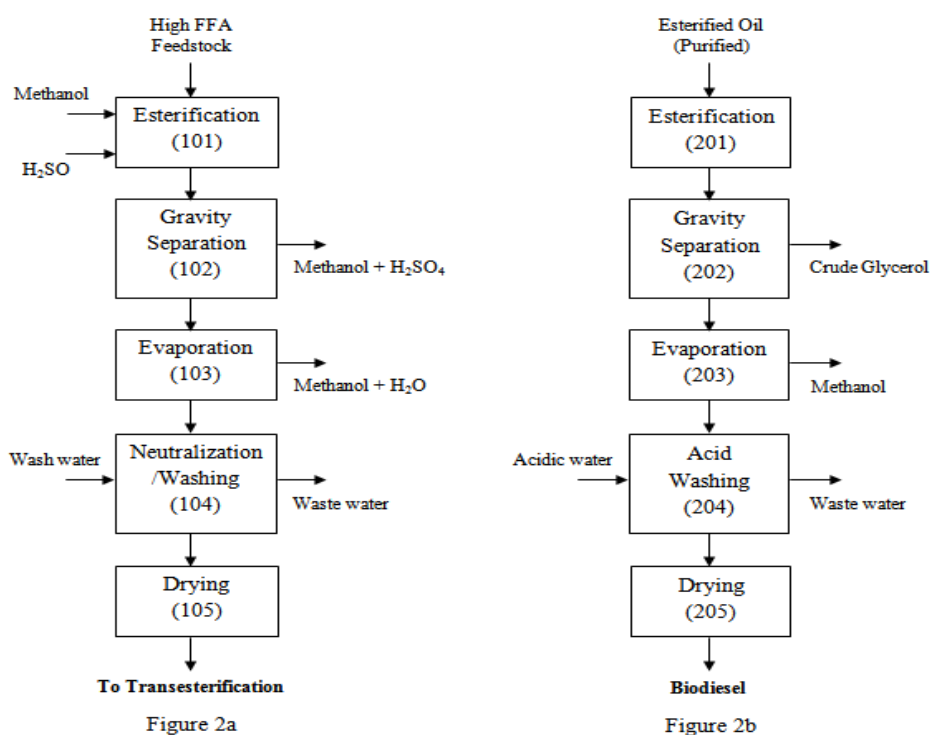 High FFA
Feedstock
Methanol
H₂SO
Esterification
(101)
Gravity
Separation
(102)
Methanol + H₂SO₄
Evaporation
(103)
Methanol + H₂O
Wash water
Neutralization
/Washing
(104)
Waste water
Drying
(105)
To Transesterification
Figure 2a
Esterified Oil
(Purified)
Esterification
(201)
Gravity
Separation
(202)
Crude Glycerol
Evaporation
(203)
Methanol
Acidic water
Acid
Washing
(204)
Waste water
Drying
(205)
Biodiesel
Figure 2b